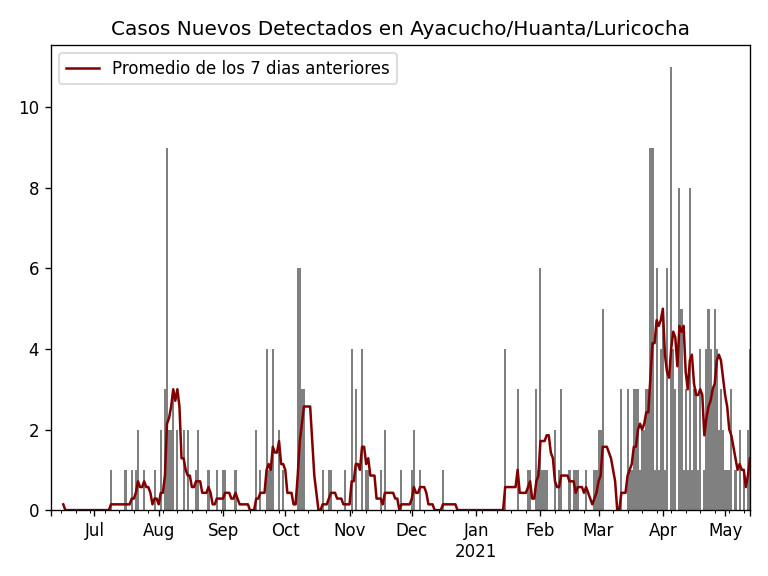 Casos Nuevos Detectados en Ayacucho/Huanta/Luricocha
Promedio de los 7 dias anteriores
10
8
6
4
2
0
Jul Aug Sep Oct Nov Dec Jan Feb Mar Apr May
2021